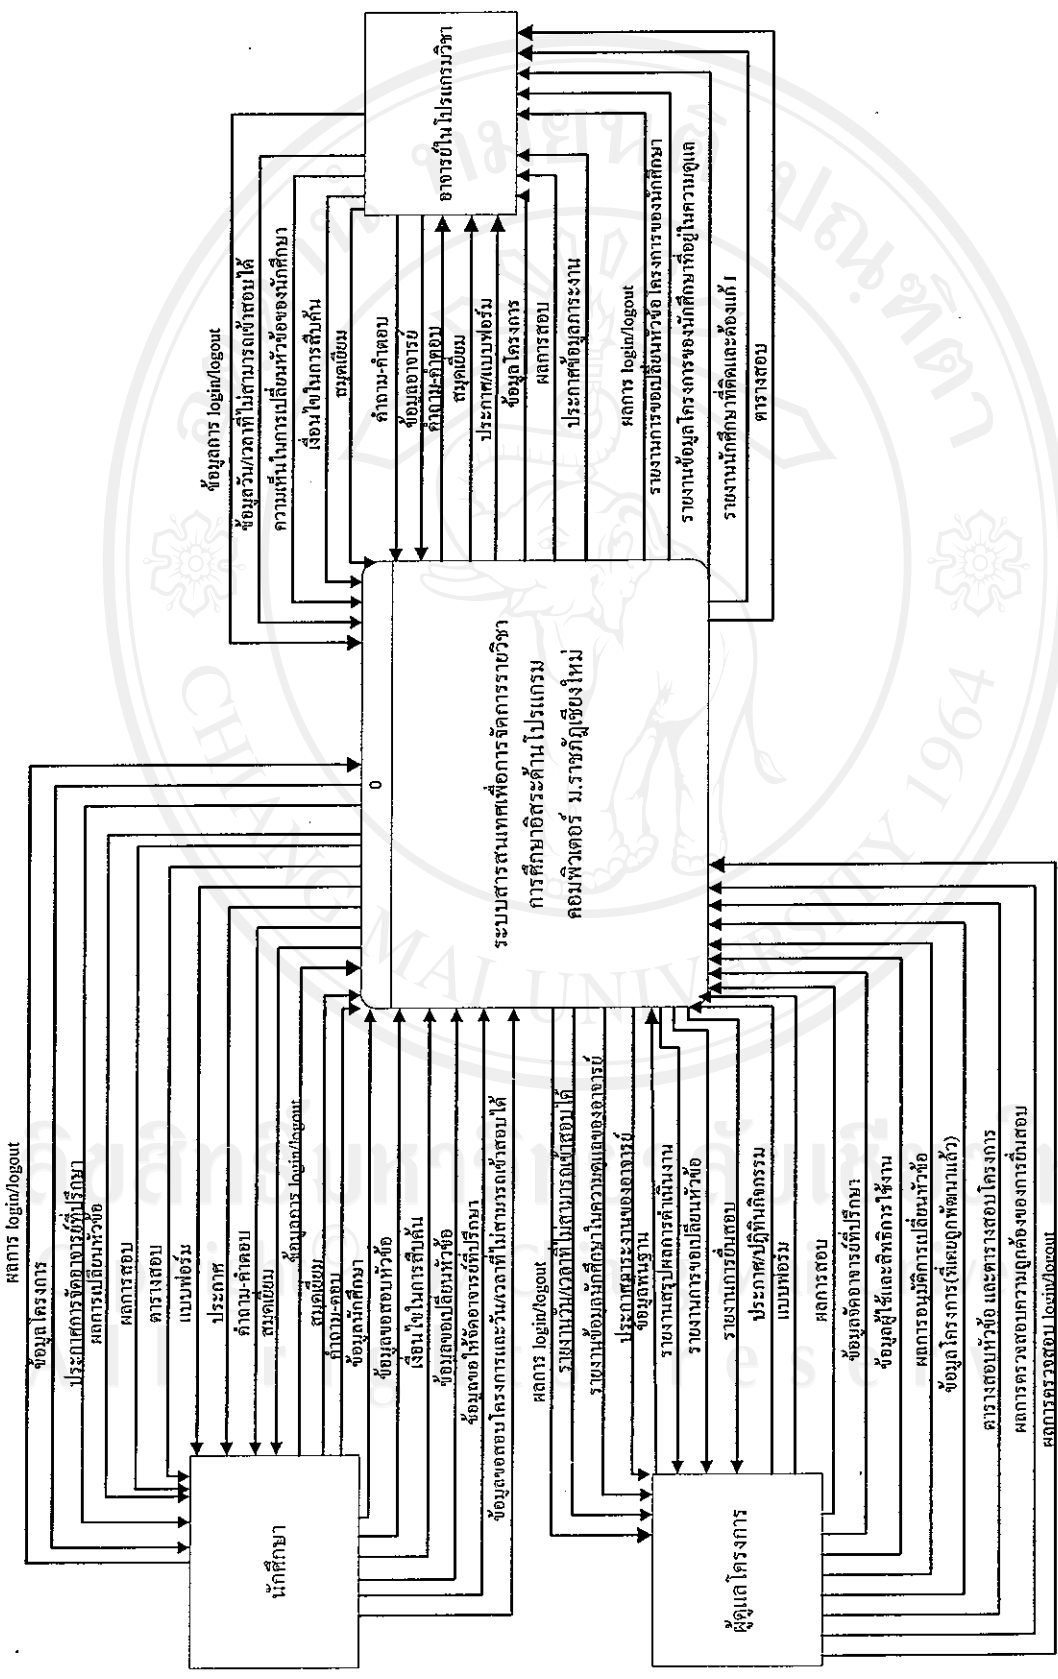 ผลการ login/logout
ข้อมูลโครงการ
ประกาศการจัดอาจารย์ที่ปรึกษา
ผลการเปลี่ยนหัวข้อ
ผลการสอบ
ตารางสอบ
แบบฟอร์ม
ประกาศ
คำถาม-คำตอบ
สมุดเยี่ยม
ข้อมูลการ login/logout
สมุดเยี่ยม
คำถาม-ตอบ
ข้อมูลนักศึกษา
ข้อมูลขอสอบหัวข้อ
เงื่อนไขในการสืบค้น
ข้อมูลขอเปลี่ยนหัวข้อ
ข้อมูลขอให้จัดอาจารย์ที่ปรึกษา
ข้อมูลขอสอบโครงการและวัน/เวลาที่ไม่สามารถเข้าสอบได้
นักศึกษา
ผลการ login/logout
รายงานวัน/เวลาที่ไม่สามารถเข้าสอบได้
รายงานข้อมูลนักศึกษาในความดูแลของอาจารย์
ประกาศภาระงานของอาจารย์
ข้อมูลพื้นฐาน
รายงานสรุปผลการดำเนินงาน
รายงานการขอเปลี่ยนหัวข้อ
รายงานการยื่นสอบ
ประกาศ/ปฏิทินกิจกรรม
แบบฟอร์ม
ผลการสอบ
ข้อมูลจัดอาจารย์ที่ปรึกษา
ข้อมูลผู้ใช้และสิทธิการใช้งาน
ผลการอนุมัติการเปลี่ยนหัวข้อ
ข้อมูลโครงการ(ที่เคยถูกพัฒนาแล้ว)
ตารางสอบหัวข้อ และตารางสอบโครงการ
ผลการตรวจสอบความถูกต้องของการยื่นสอบ
ผลการตรวจสอบ login/logout
ผู้ดูแลโครงการ
0
ระบบสารสนเทศเพื่อการจัดการรายวิชา
การศึกษาอิสระด้านโปรแกรม
คอมพิวเตอร์ ม.ราชภัฏเชียงใหม่
ข้อมูลการ login/logout
ข้อมูลวัน/เวลาที่ไม่สามารถเข้าสอบได้
ความเห็นในการเปลี่ยนหัวข้อของนักศึกษา
เงื่อนไขในการสืบค้น
สมุดเยี่ยม
คำถาม-คำตอบ
ข้อมูลอาจารย์
คำถาม-คำตอบ
สมุดเยี่ยม
ประกาศ/แบบฟอร์ม
ข้อมูลโครงการ
ผลการสอบ
ประกาศข้อมูลภาระงาน
ผลการ login/logout
รายงานการขอเปลี่ยนหัวข้อโครงการของนักศึกษา
รายงานข้อมูลโครงการของนักศึกษาที่อยู่ในความดูแล
รายงานนักศึกษาที่ติดและต้องแก้ I
ตารางสอบ
อาจารย์ในโปรแกรมวิชา
CHIANG MAI UNIVERSITY 1964